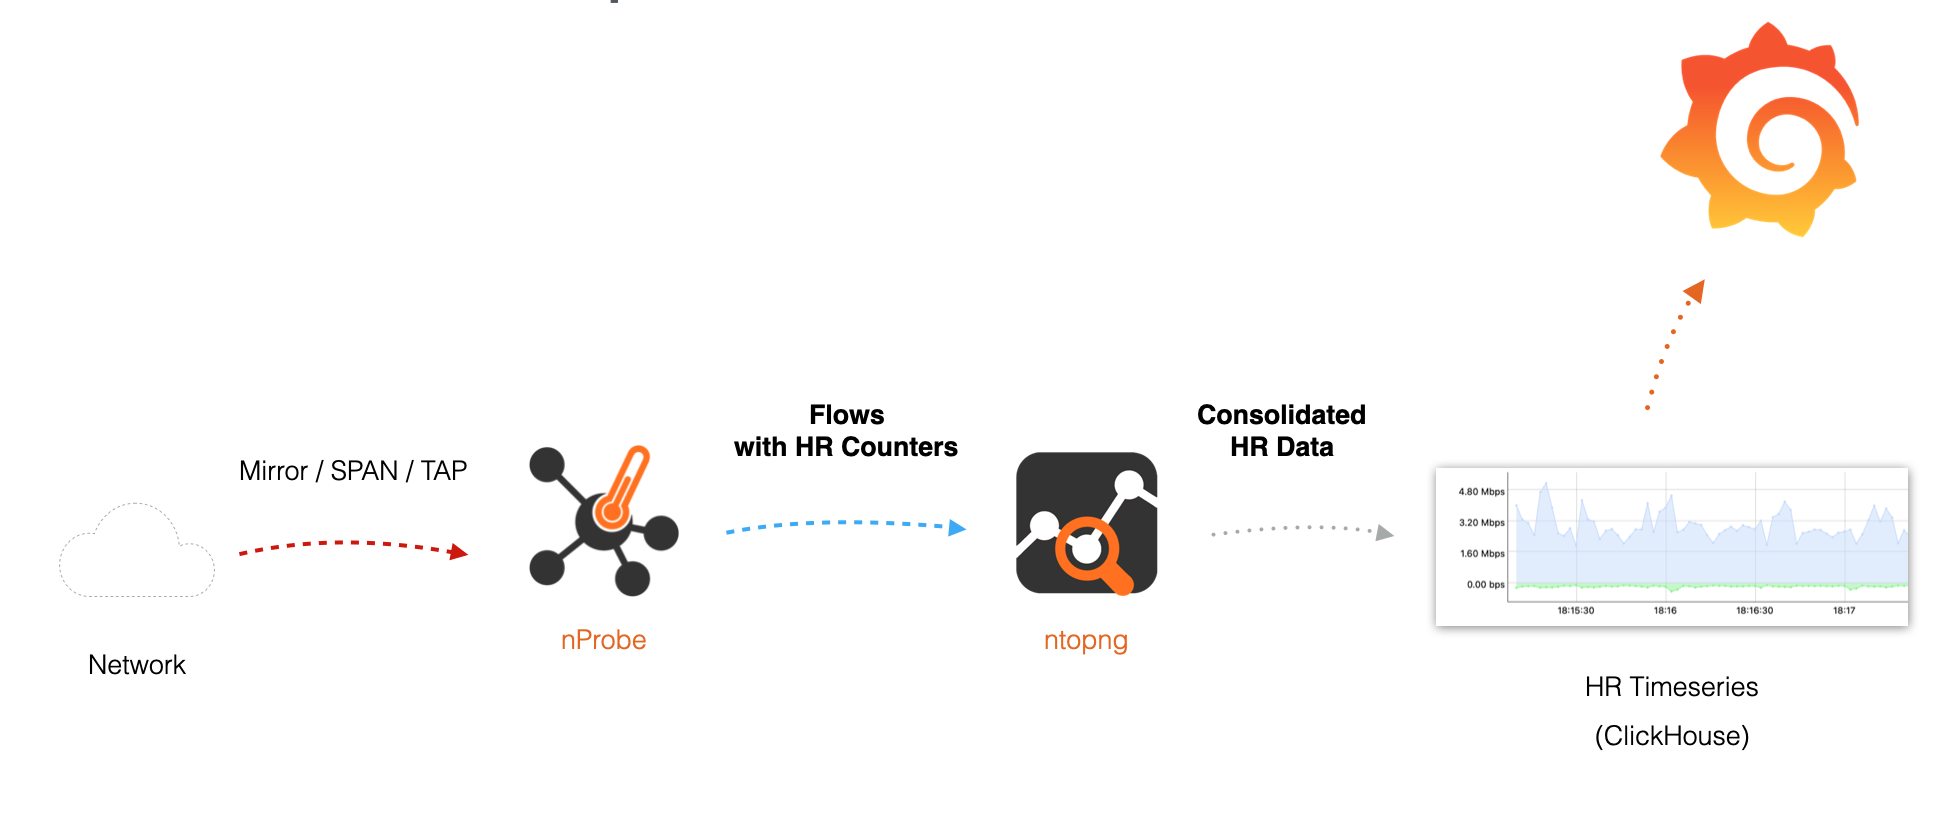 Flows
with HR Counters
Consolidated
HR Data
Mirror / SPAN / TAP
Network
nProbe
ntopng
4.80 Mbps
3.20 Mbps
1.60 Mbps
0.00 bps
18:15:30
18:16
18:16:30
18:17
HR Timeseries
(ClickHouse)